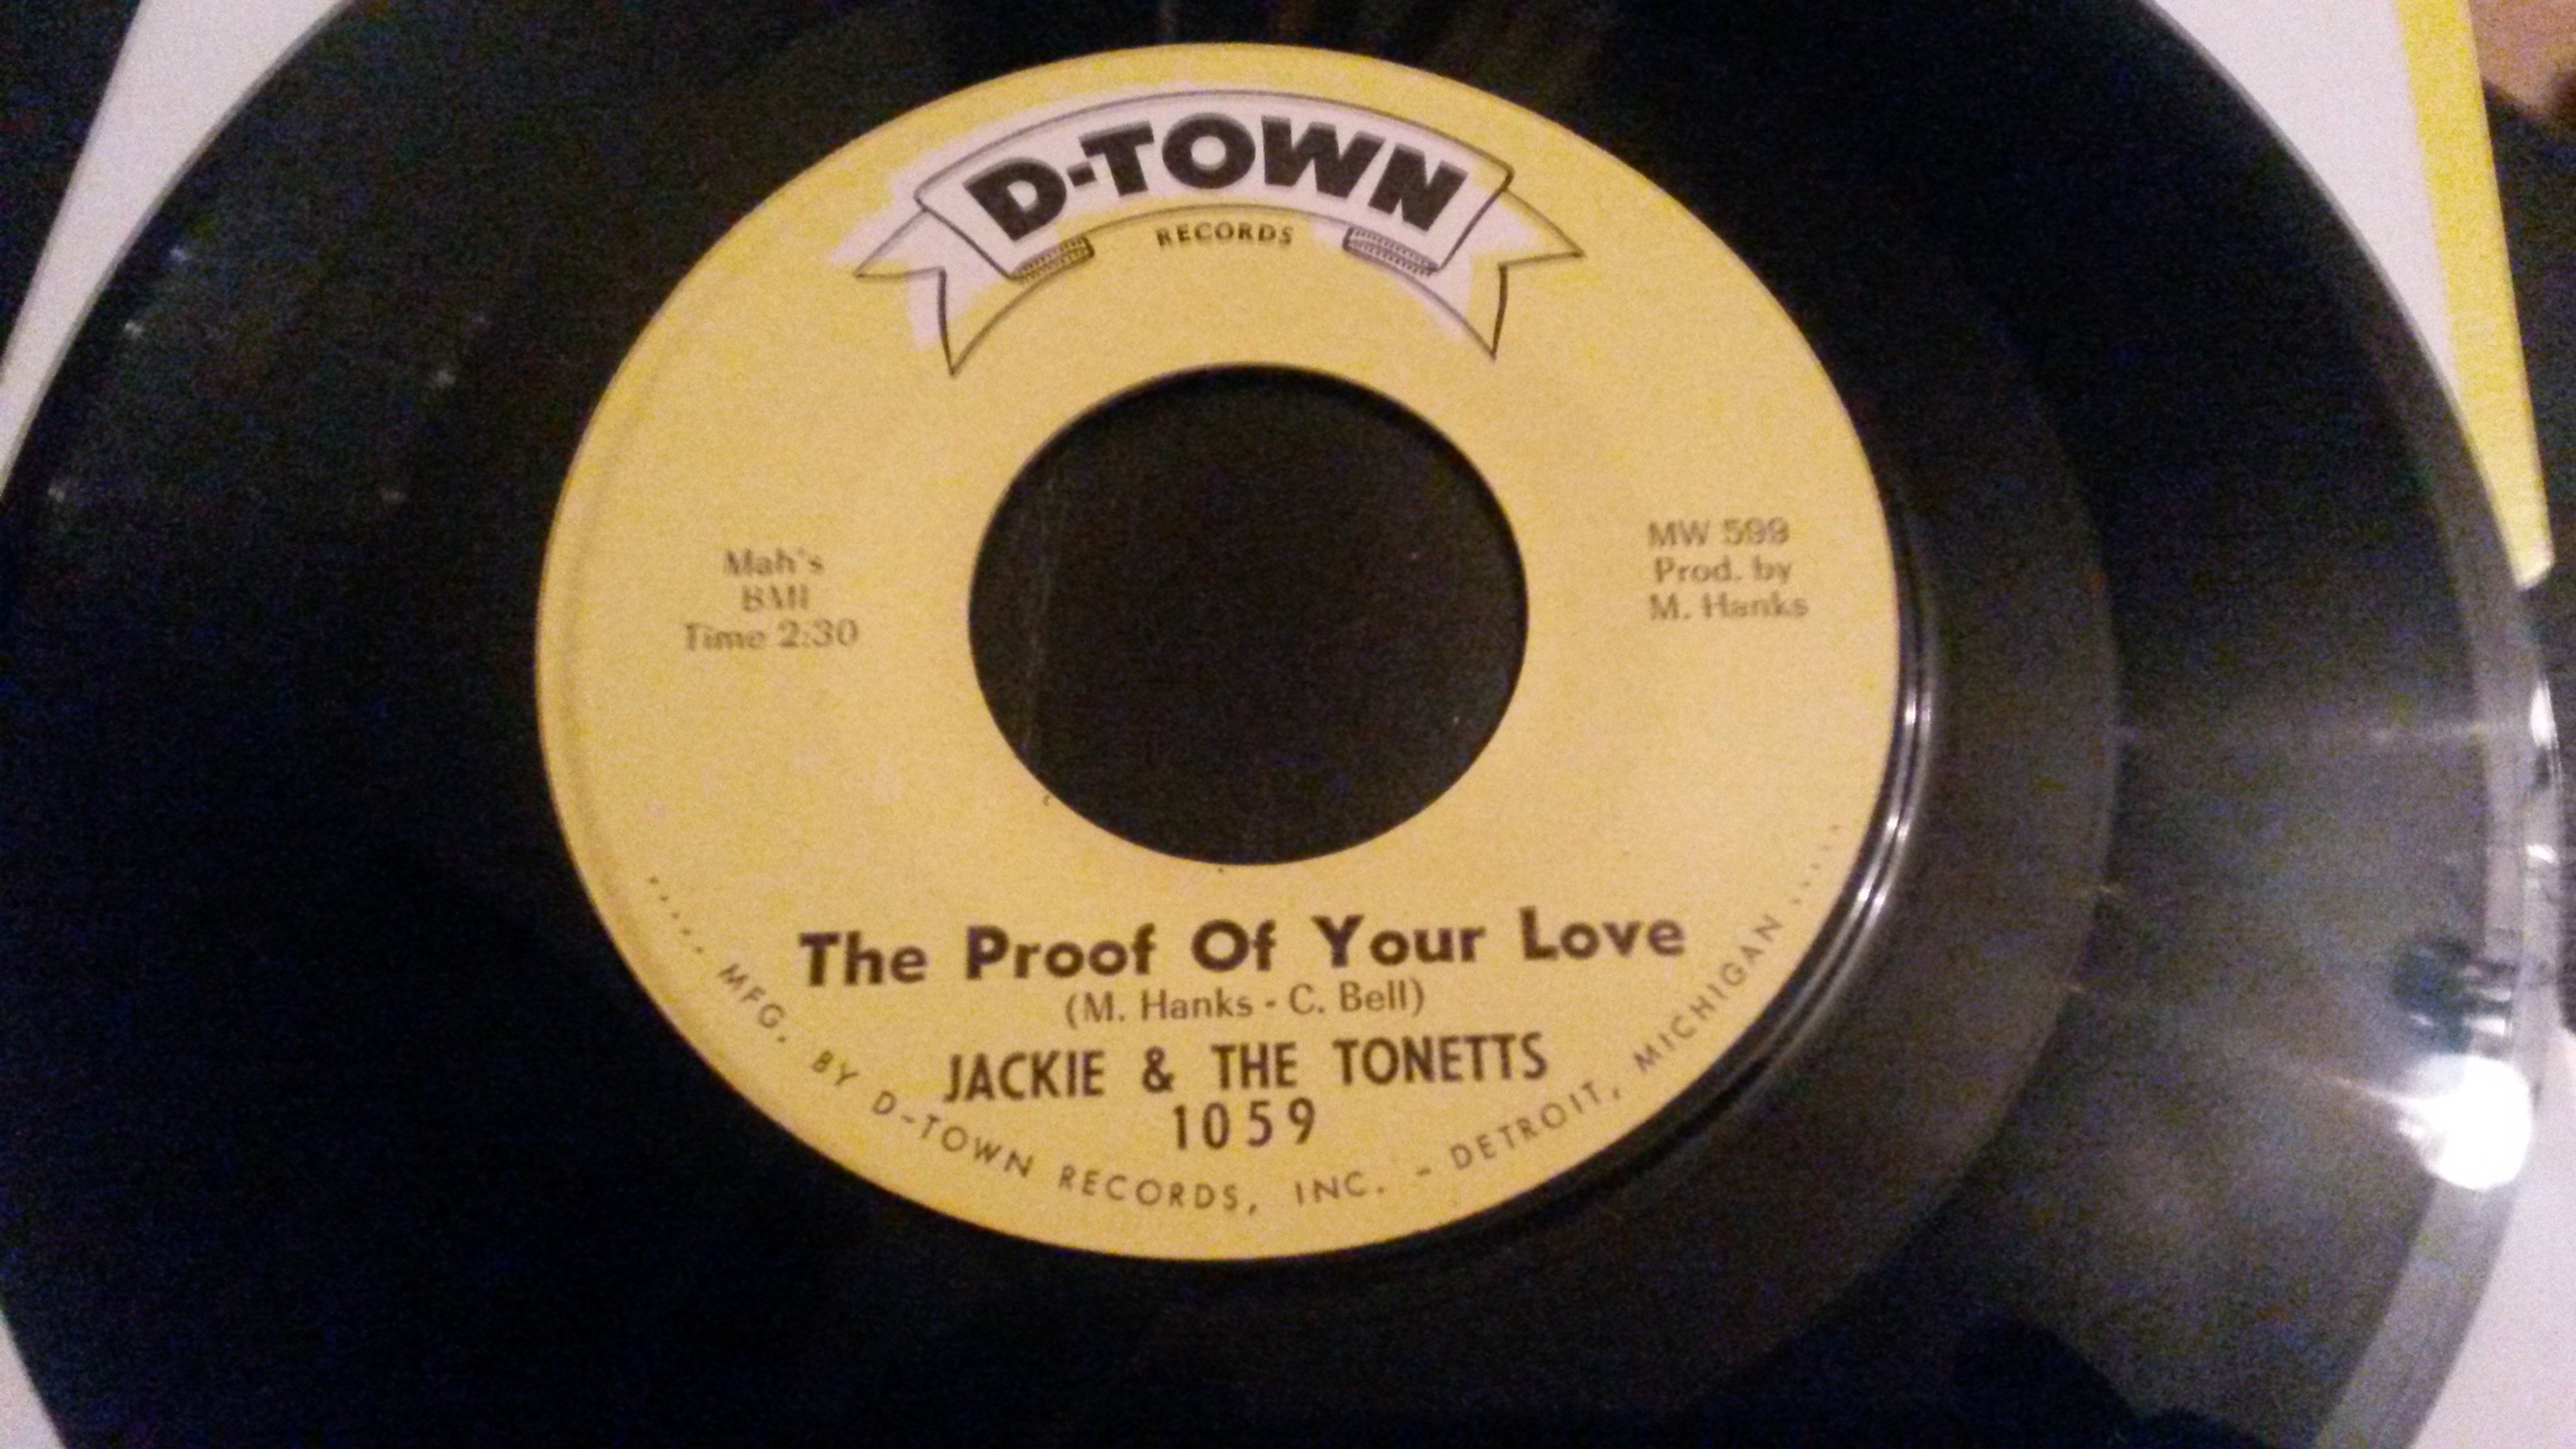 D-TOWN
RECORDS
Mah's
BMI
Time 2:30
MW 599
Prod. by
M. Hanks
The Proof Of Your Love
(M. Hanks - C. Bell)
JACKIE & THE TONETTS
1059
...... MFG. BY D-TOWN RECORDS, INC. - DETROIT, MICHIGAN ......